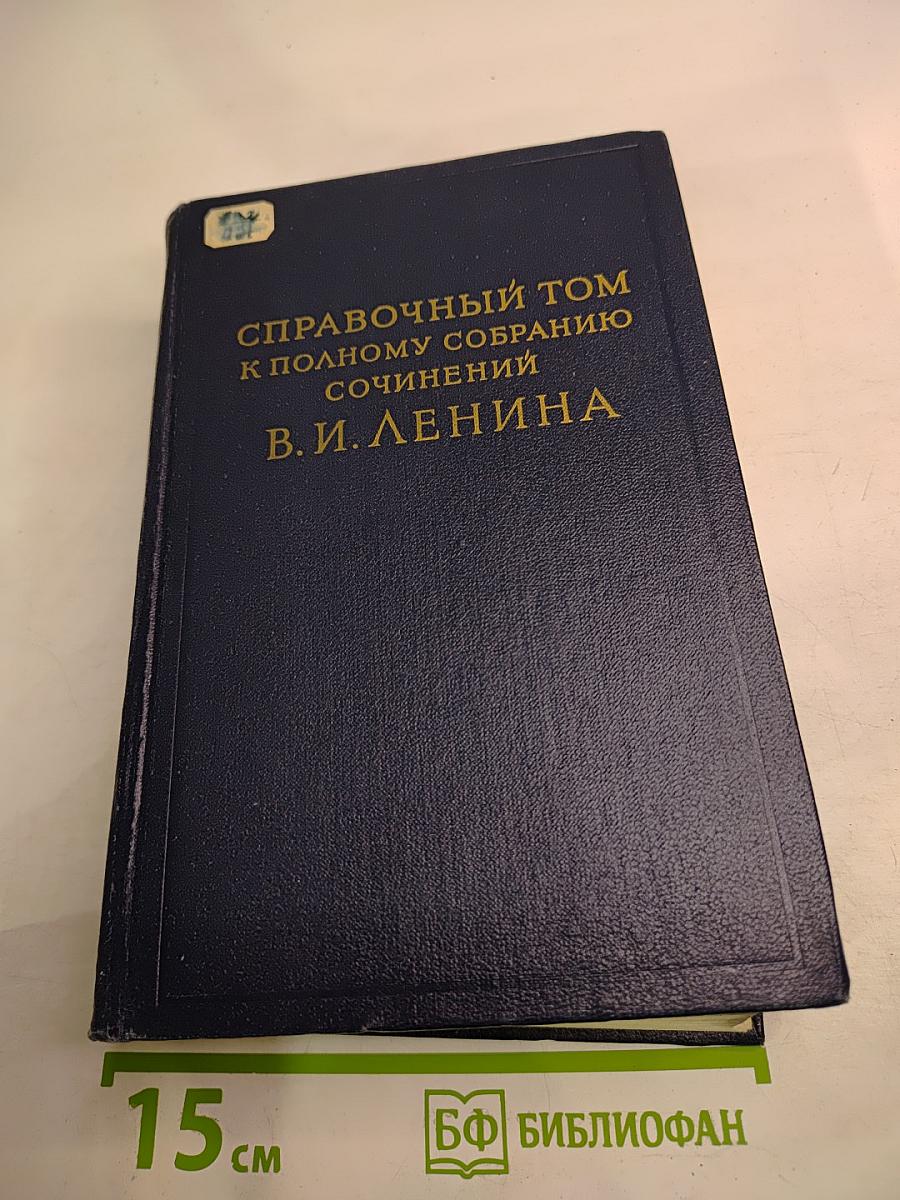 СПРАВОЧНЫЙ ТОМ
К ПОЛНОМУ СОБРАНИЮ
СОЧИНЕНИЙ
В. И. ЛЕНИНА
15 см
БФ БИБЛИОФАН